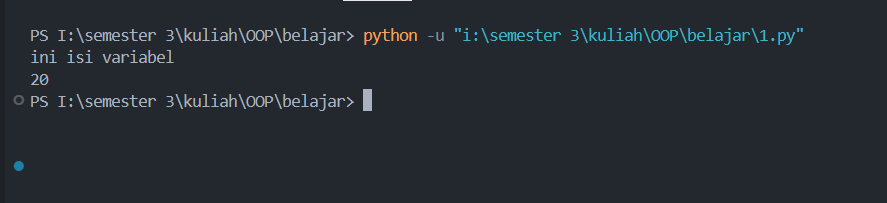 PS I:\semester 3\kuliah\OOP\belajar> python -u "i:\semester 3\kuliah\OOP\belajar\1.py"
ini isi variabel
20
PS I:\semester 3\kuliah\OOP\belajar>